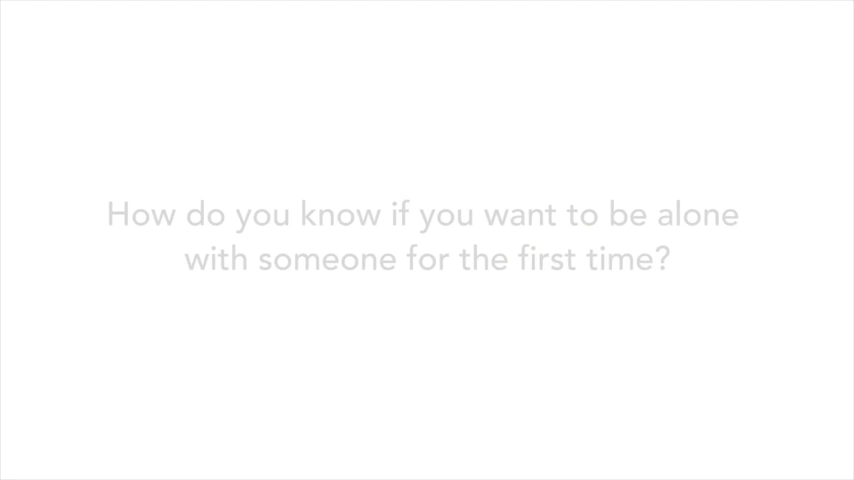 How do you know if you want to be alone
with someone for the first time?